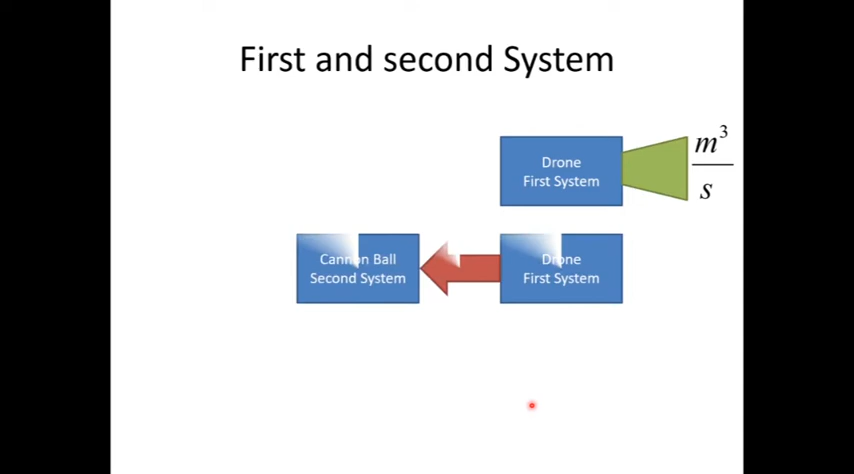 First and second System
Drone
First System
m³
s
Cannon Ball
Second System
Drone
First System